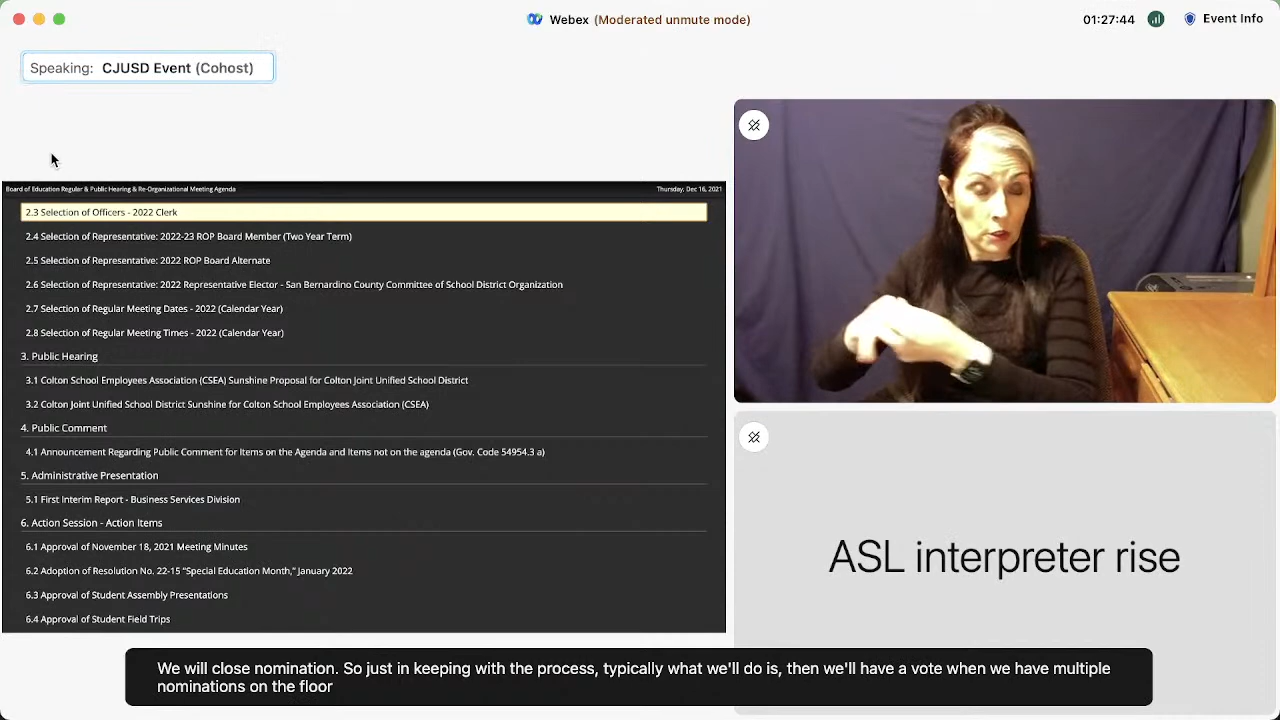 Webex (Moderated unmute mode)
01:27:44
Event Info
Speaking: CJUSD Event (Cohost)
Board of Education Regular & Public Hearing & Re-Organizational Meeting Agenda
Thursday, Dec 16, 2021
2.3 Selection of Officers - 2022 Clerk
2.4 Selection of Representative: 2022-23 ROP Board Member (Two Year Term)
2.5 Selection of Representative: 2022 ROP Board Alternate
2.6 Selection of Representative: 2022 Representative Elector - San Bernardino County Committee of School District Organization
2.7 Selection of Regular Meeting Dates - 2022 (Calendar Year)
2.8 Selection of Regular Meeting Times - 2022 (Calendar Year)
3. Public Hearing
3.1 Colton School Employees Association (CSEA) Sunshine Proposal for Colton Joint Unified School District
3.2 Colton Joint Unified School District Sunshine for Colton School Employees Association (CSEA)
4. Public Comment
4.1 Announcement Regarding Public Comment for Items on the Agenda and Items not on the agenda (Gov. Code 54954.3 a)
5. Administrative Presentation
5.1 First Interim Report - Business Services Division
6. Action Session - Action Items
6.1 Approval of November 18, 2021 Meeting Minutes
6.2 Adoption of Resolution No. 22-15 "Special Education Month," January 2022
6.3 Approval of Student Assembly Presentations
6.4 Approval of Student Field Trips
ASL interpreter rise
We will close nomination. So just in keeping with the process, typically what we'll do is, then we'll have a vote when we have multiple
nominations on the floor